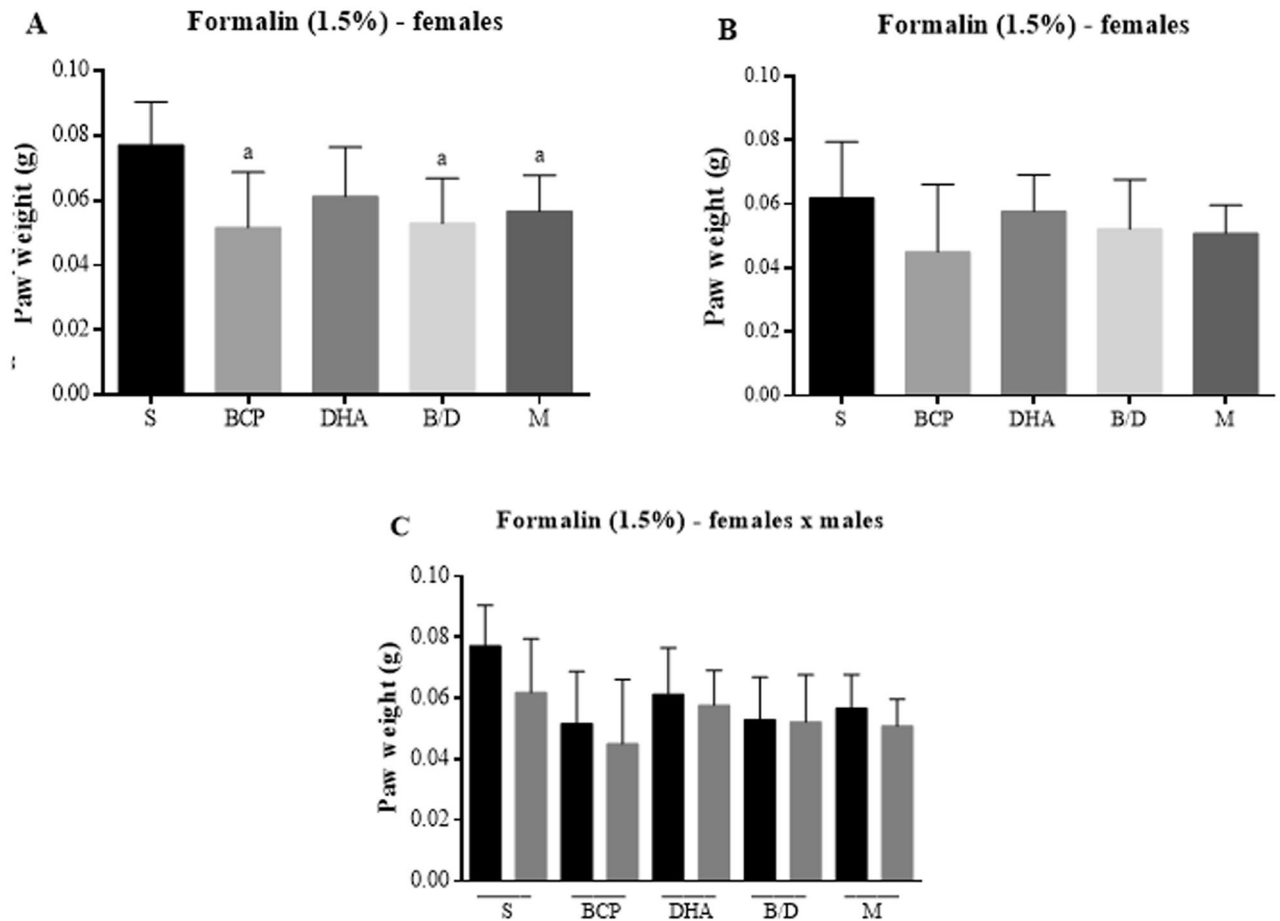 A
Formalin (1.5%) - females
Paw weight (g)
0.10
0.08
0.06
0.04
0.02
0.00
a
a
a
S BCP DHA B/D M
B
Formalin (1.5%) - females
Paw weight (g)
0.10
0.08
0.06
0.04
0.02
0.00
S BCP DHA B/D M
C
Formalin (1.5%) - females x males
Paw weight (g)
0.10
0.08
0.06
0.04
0.02
0.00
S BCP DHA B/D M